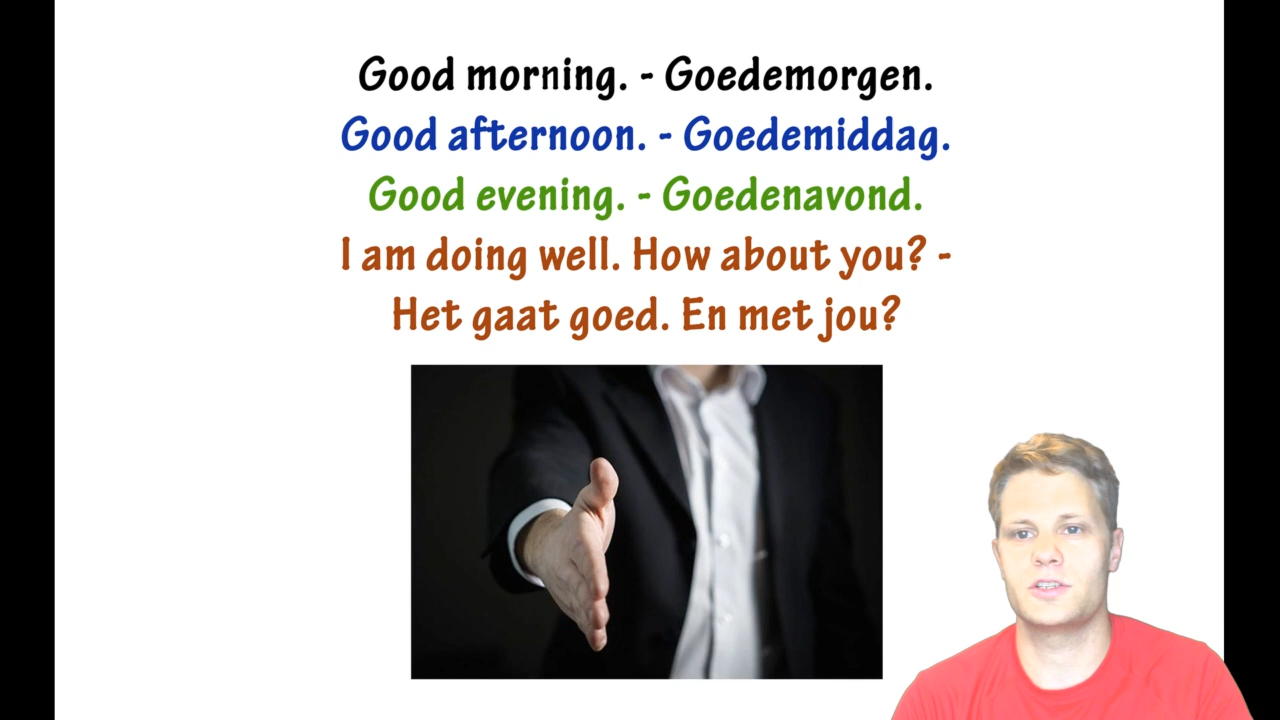 Good morning. - Goedemorgen.
Good afternoon. - Goedemiddag.
Good evening. - Goedenavond.
I am doing well. How about you? -
Het gaat goed. En met jou?